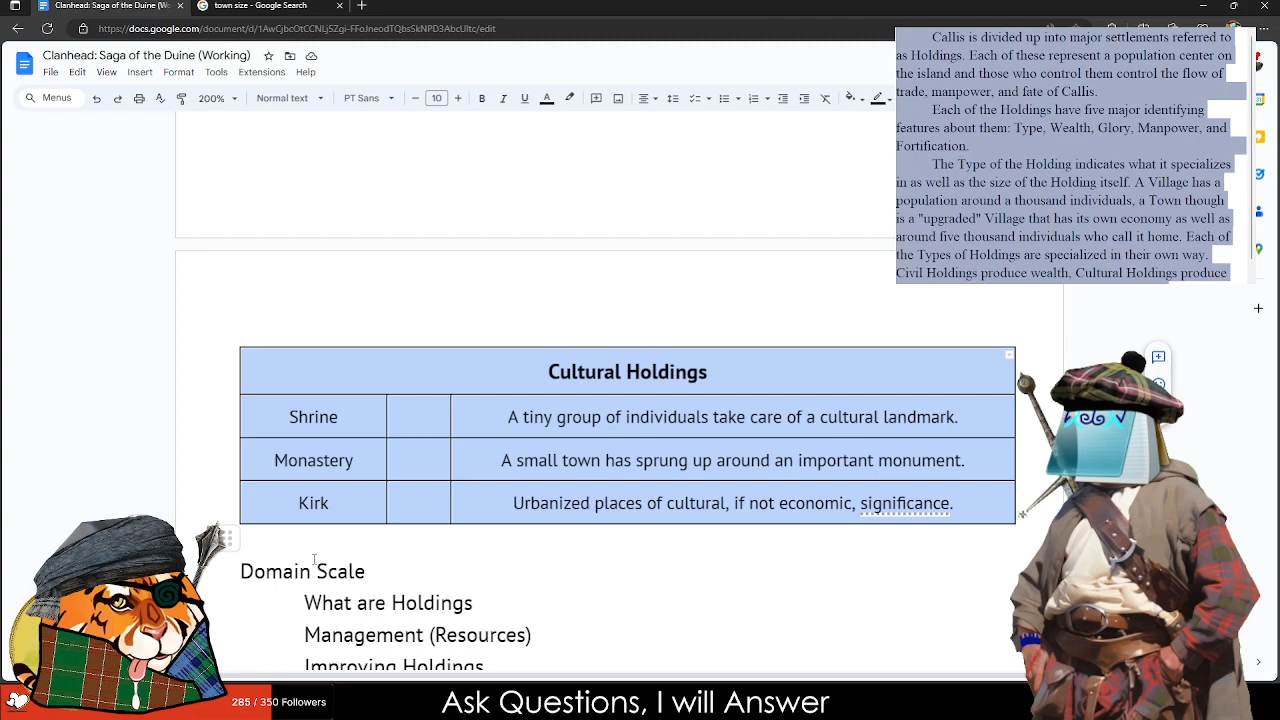 Clanhead: Saga of the Duine (Wo
town size - Google Search
https://docs.google.com/document/d/1AwCjbcOtCCNLj5Zgi-FFoJneodTQbsSkNPD3AbcUltc/edit
Clanhead: Saga of the Duine (Working)
File Edit View Insert Format Tools Extensions Help
Menus 200% Normal text PT Sans 10 B I U A
Callis is divided up into major settlements referred to
as Holdings. Each of these represent a population center on
the island and those who control them control the flow of
trade, manpower, and fate of Callis.
Each of the Holdings have five major identifying
features about them: Type, Wealth, Glory, Manpower, and
Fortification.
The Type of the Holding indicates what it specializes
in as well as the size of the Holding itself. A Village has a
population around a thousand individuals, a Town though
is a "upgraded" Village that has its own economy as well as
around five thousand individuals who call it home. Each of
the Types of Holdings are specialized in their own way.
Civil Holdings produce wealth, Cultural Holdings produce
Cultural Holdings
Shrine A tiny group of individuals take care of a cultural landmark.
Monastery A small town has sprung up around an important monument.
Kirk Urbanized places of cultural, if not economic, significance.
Domain Scale
What are Holdings
Management (Resources)
Improving Holdings
285 / 350 Followers
Ask Questions, I will Answer